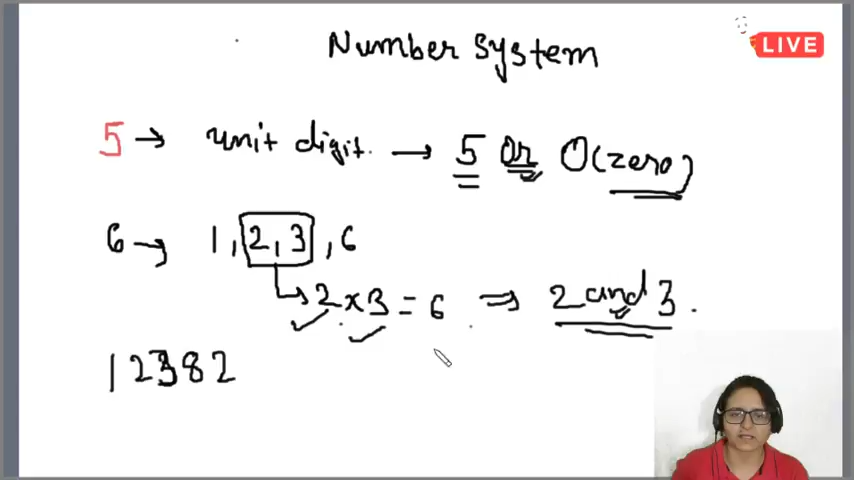 Number System
LIVE
5 → unit digit. → 5 or 0(zero)
6 → 1, 2, 3, 6
2 x 3 = 6 ⇒ 2 and 3.
12382